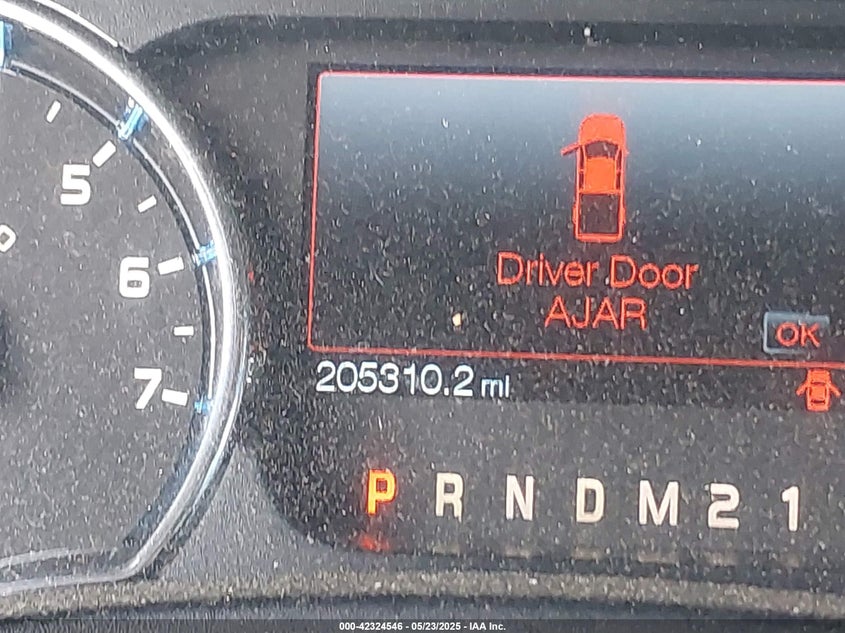 5
6
7
Driver Door
AJAR
OK
205310.2 mi
P R N D M 2 1
000-42324546 - 05/23/2025 - IAA Inc.